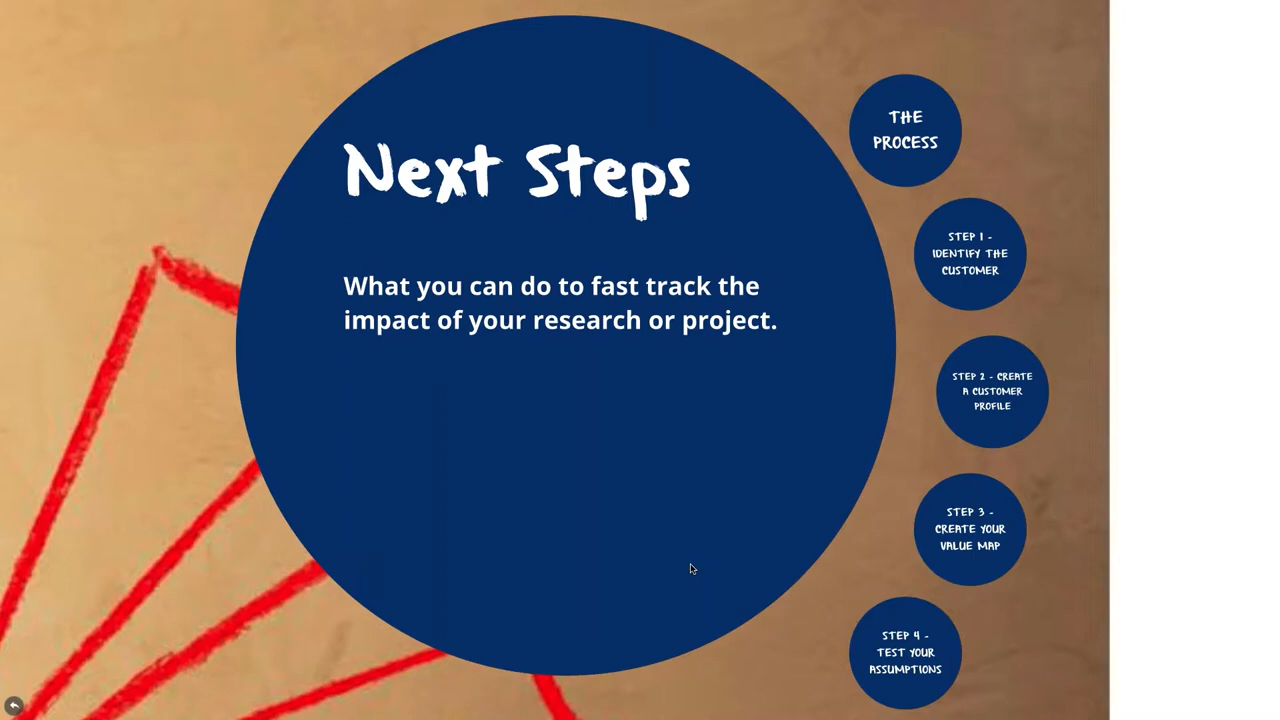 Next Steps
What you can do to fast track the
impact of your research or project.
THE
PROCESS
STEP 1 -
IDENTIFY THE
CUSTOMER
STEP 2 - CREATE
A CUSTOMER
PROFILE
STEP 3 -
CREATE YOUR
VALUE MAP
STEP 4 -
TEST YOUR
ASSUMPTIONS